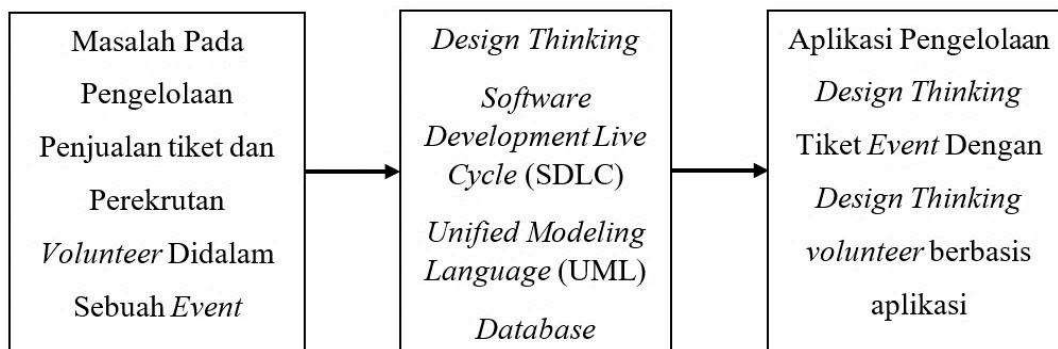 Masalah Pada
Pengelolaan
Penjualan tiket dan
Perekrutan
Volunteer Didalam
Sebuah Event
Design Thinking
Software
Development Live
Cycle (SDLC)
Unified Modeling
Language (UML)
Database
Aplikasi Pengelolaan
Design Thinking
Tiket Event Dengan
Design Thinking
volunteer berbasis
aplikasi